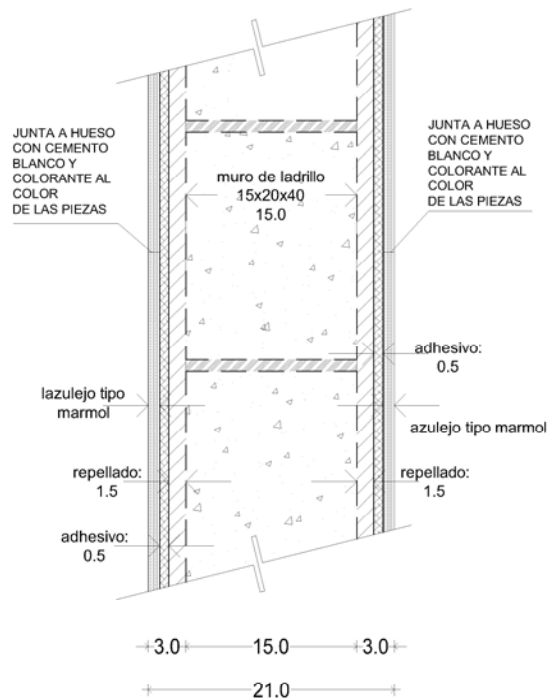 JUNTA A HUESO
CON CEMENTO
BLANCO Y
COLORANTE AL
COLOR
DE LAS PIEZAS
JUNTA A HUESO
CON CEMENTO
BLANCO Y
COLORANTE AL
COLOR
DE LAS PIEZAS
muro de ladrillo
15x20x40
15.0
adhesivo:
0.5
lazulejo tipo
marmol
azulejo tipo marmol
repellado:
1.5
repellado:
1.5
adhesivo:
0.5
3.0 15.0 3.0
21.0